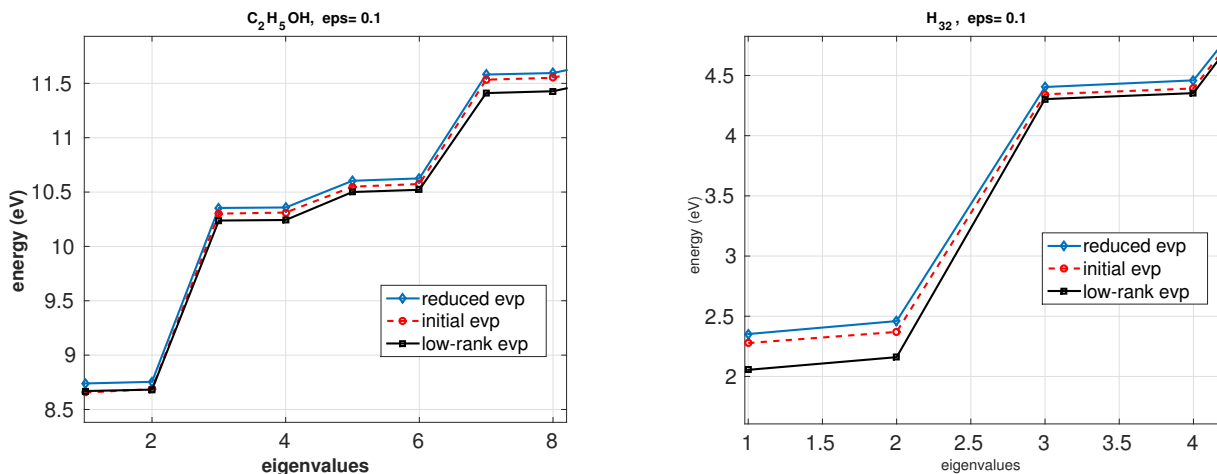 C2H5OH, eps= 0.1
energy (eV)
11.5
11
10.5
10
9.5
9
8.5
2
4
6
8
eigenvalues
reduced evp
initial evp
low-rank evp
H32, eps= 0.1
energy (eV)
4.5
4
3.5
3
2.5
2
1
1.5
2
2.5
3
3.5
4
eigenvalues
reduced evp
initial evp
low-rank evp